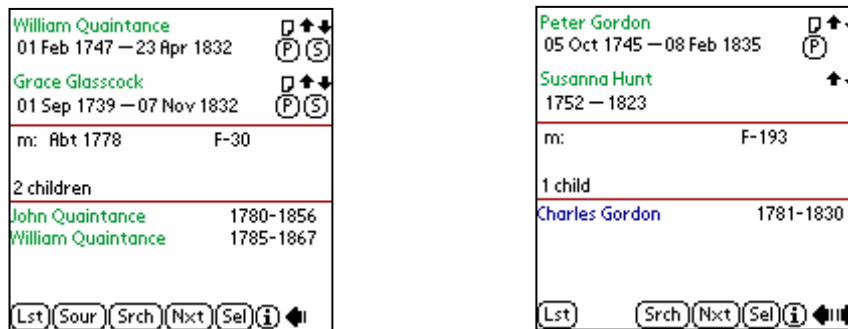 William Quaintance
01 Feb 1747 — 23 Apr 1832 (P) (S)
Grace Glasscock
01 Sep 1739 — 07 Nov 1832 (P) (S)
m: Abt 1778 F-30
2 children
John Quaintance 1780-1856
William Quaintance 1785-1867
Lst Sour Srch Nxt Sel i
Peter Gordon
05 Oct 1745 — 08 Feb 1835 (P)
Susanna Hunt
1752 — 1823
m: F-193
1 child
Charles Gordon 1781-1830
Lst Srch Nxt Sel i